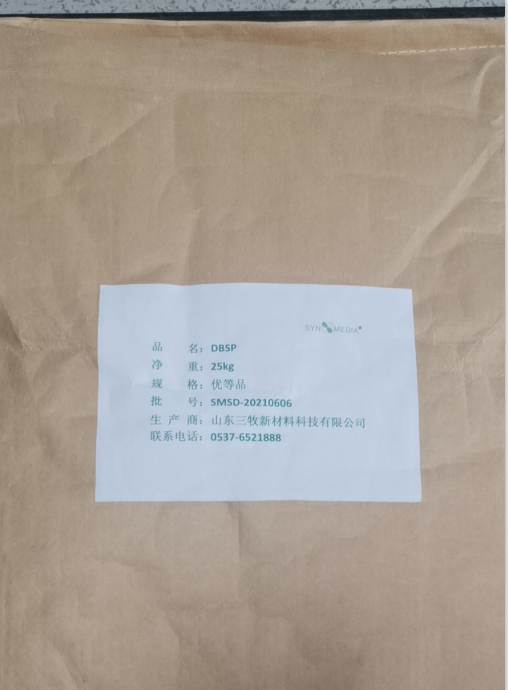 SYN MEDIA
品 名：DBSP
净 重：25kg
规 格：优等品
批 号：SMSD-20210606
生 产 商：山东三牧新材料科技有限公司
联系电话：0537-6521888